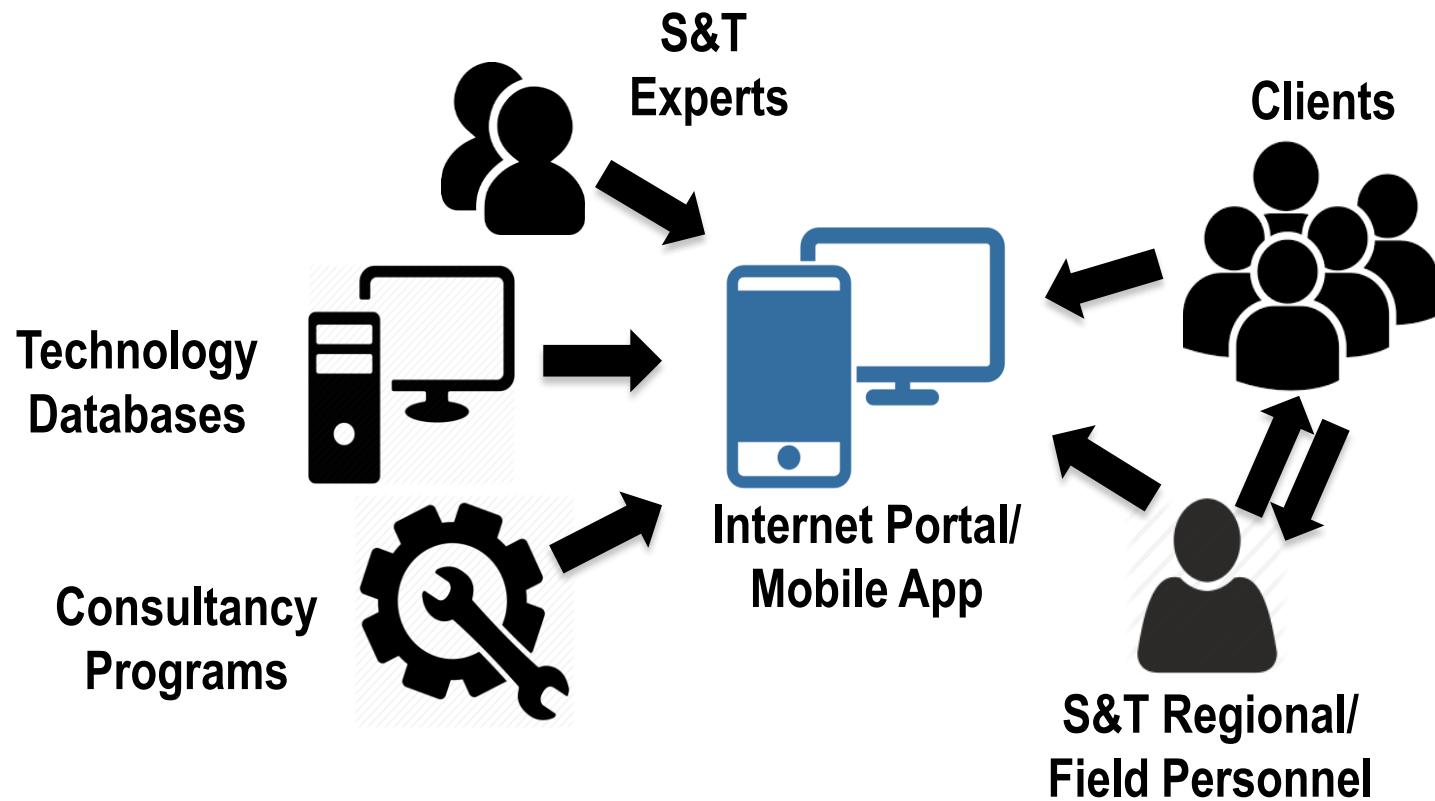 S&T
Experts
Clients
Technology
Databases
Internet Portal/
Mobile App
Consultancy
Programs
S&T Regional/
Field Personnel